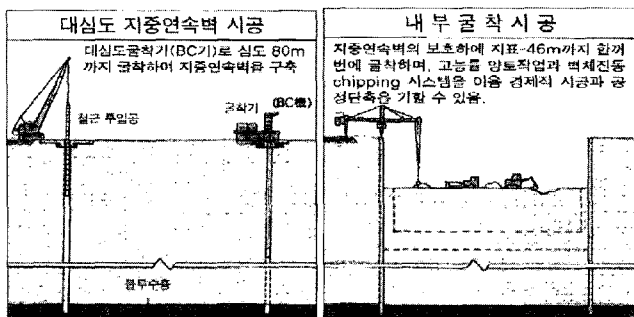 대심도 지중연속벽 시공
대심도굴착기(BC기)로 심도 80m
까지 굴착하여 지중연속벽을 구축
철근 투입공
굴착기
(BC機)
불투수층
내 부 굴 착 시 공
지중연속벽의 보호하에 지표-46m까지 한꺼
번에 굴착하며, 고능률 양토작업과 벽체진동
chipping 시스템을 이용 경제적 시공과 공
정단축을 기할 수 있음.